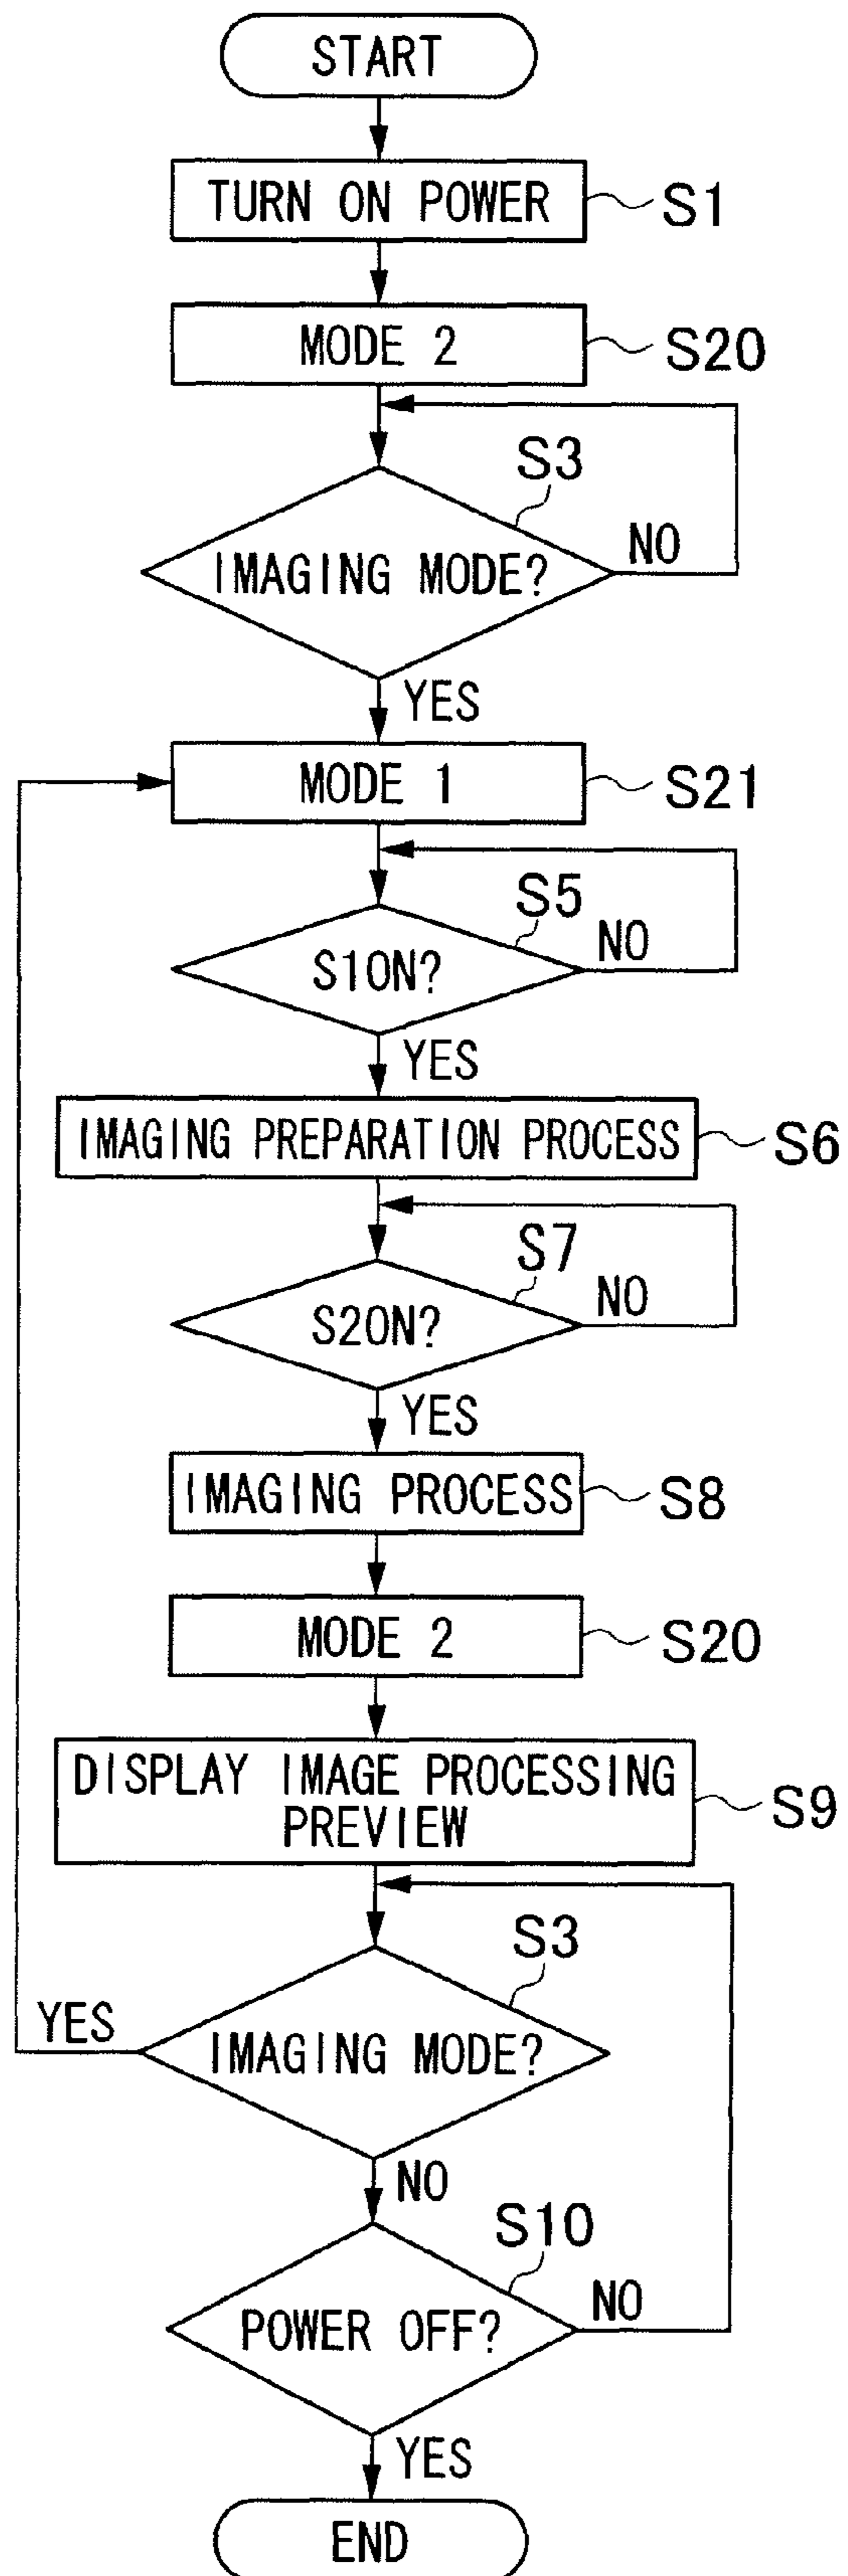 START
TURN ON POWER
S1
MODE 2
S20
S3
IMAGING MODE?
NO
YES
MODE 1
S21
S5
S1ON?
NO
YES
IMAGING PREPARATION PROCESS
S6
S7
S2ON?
NO
YES
IMAGING PROCESS
S8
MODE 2
S20
DISPLAY IMAGE PROCESSING
PREVIEW
S9
S3
YES
IMAGING MODE?
NO
S10
POWER OFF?
NO
YES
END